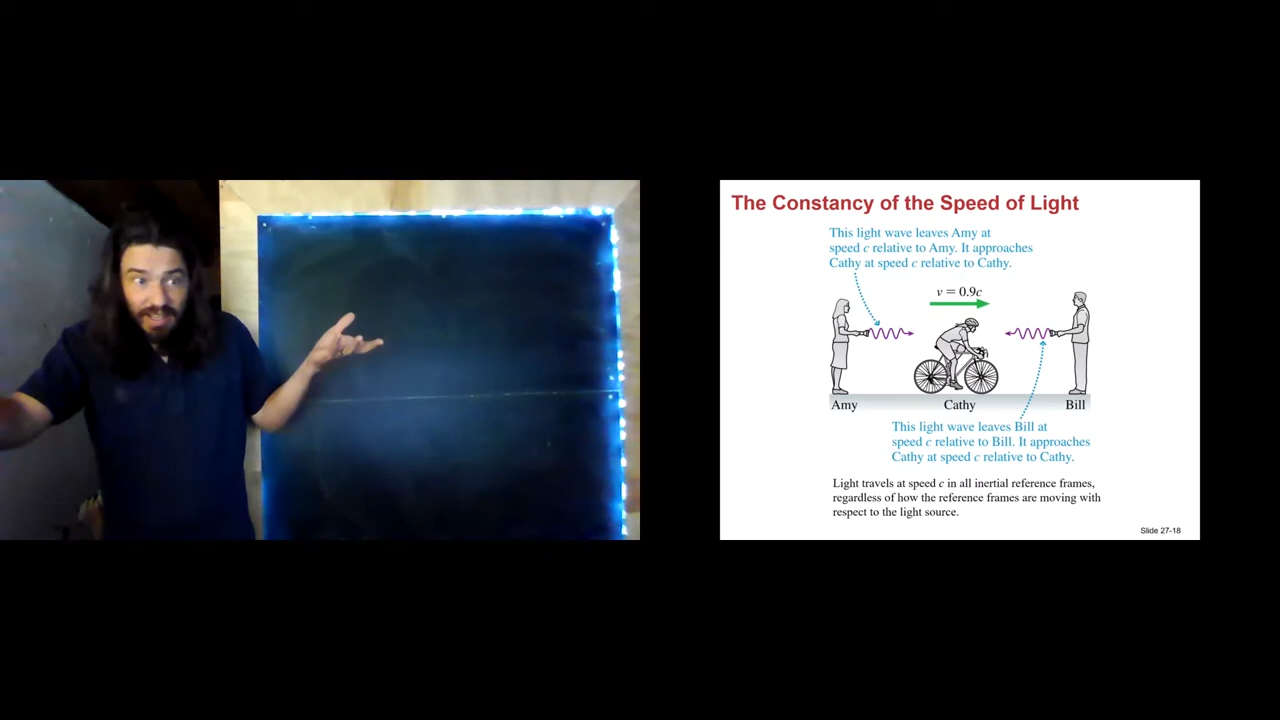 The Constancy of the Speed of Light
This light wave leaves Amy at
speed c relative to Amy. It approaches
Cathy at speed c relative to Cathy.
v = 0.9c
Amy
Cathy
Bill
This light wave leaves Bill at
speed c relative to Bill. It approaches
Cathy at speed c relative to Cathy.
Light travels at speed c in all inertial reference frames,
regardless of how the reference frames are moving with
respect to the light source.
Slide 27-18